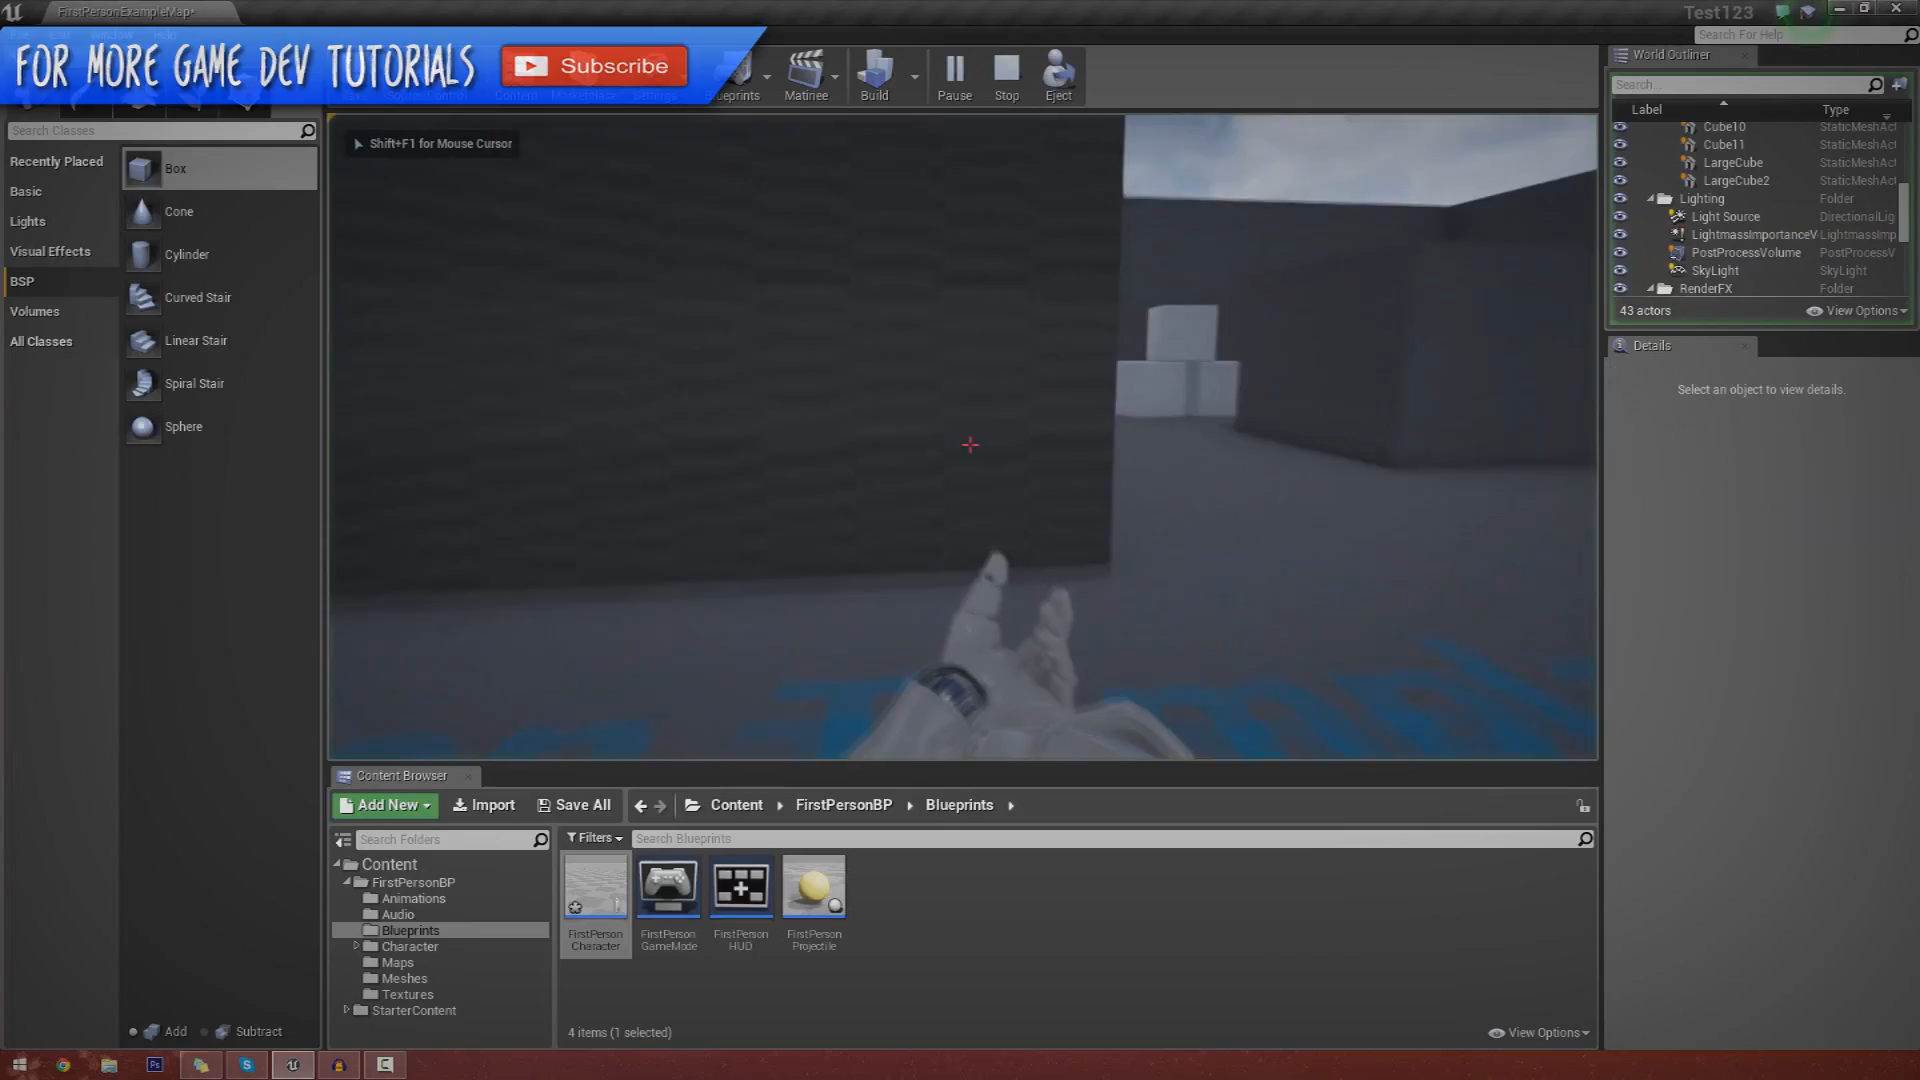 FirstPersonExampleMap*
Test123
Search For Help
FOR MORE GAME DEV TUTORIALS
Subscribe
Blueprints
Matinee
Build
Pause
Stop
Eject
World Outliner
Search...
Label
Type
Cube10
StaticMeshAct
Cube11
StaticMeshAct
LargeCube
StaticMeshAct
LargeCube2
StaticMeshAct
Lighting
Folder
Light Source
DirectionalLig
LightmassImportanceV
LightmassImp
PostProcessVolume
PostProcessV
SkyLight
SkyLight
RenderFX
Folder
43 actors
View Options
Details
Select an object to view details.
Search Classes
Recently Placed
Basic
Lights
Visual Effects
BSP
Volumes
All Classes
Box
Cone
Cylinder
Curved Stair
Linear Stair
Spiral Stair
Sphere
Add
Subtract
Shift+F1 for Mouse Cursor
Content Browser
Add New
Import
Save All
Content
FirstPersonBP
Blueprints
Search Folders
Filters
Search Blueprints
Content
FirstPersonBP
Animations
Audio
Blueprints
Character
Maps
Meshes
Textures
StarterContent
FirstPerson
Character
FirstPerson
GameMode
FirstPerson
HUD
FirstPerson
Projectile
4 items (1 selected)
View Options
Ps